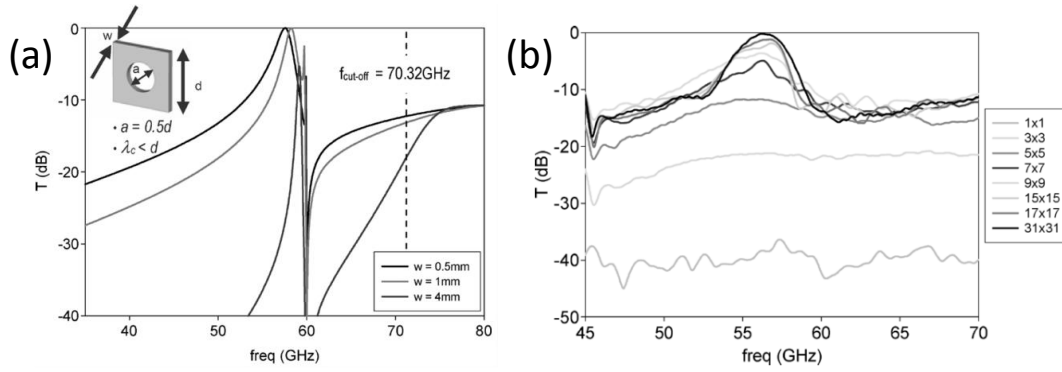 (a)
w
a
d
• a = 0.5d
• λc < d
fcut-off = 70.32GHz
T (dB)
0
-10
-20
-30
-40
40
50
60
70
80
freq (GHz)
w = 0.5mm
w = 1mm
w = 4mm
(b)
T (dB)
0
-10
-20
-30
-40
-50
45
50
55
60
65
70
freq (GHz)
1x1
3x3
5x5
7x7
9x9
15x15
17x17
31x31